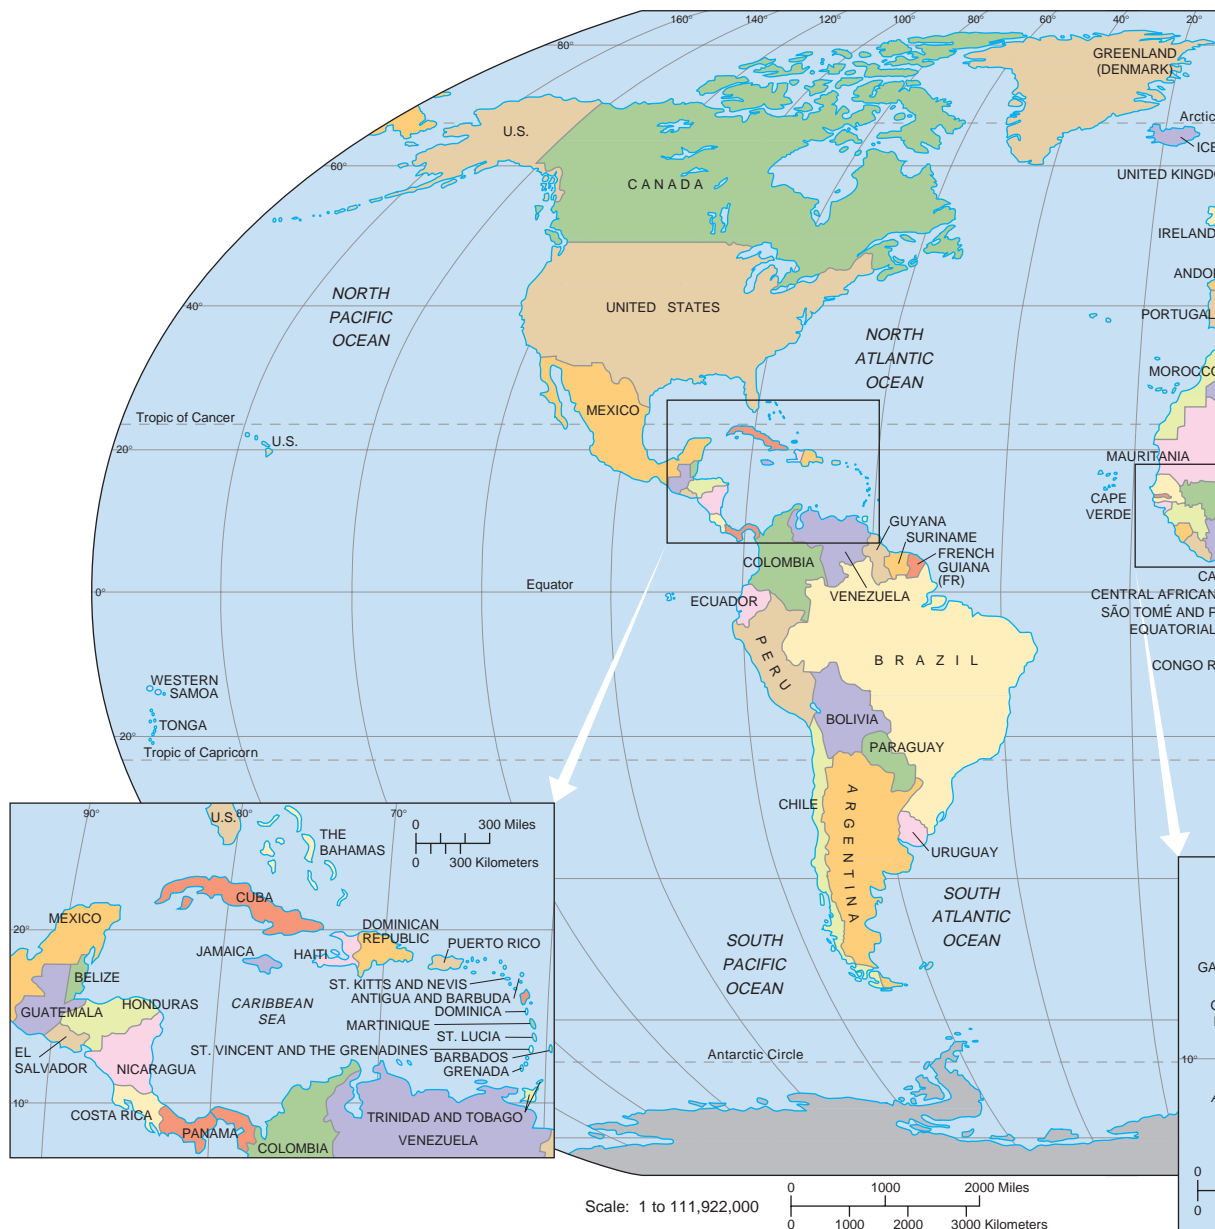 160°
140°
120°
100°
80°
60°
40°
20°
80°
GREENLAND
(DENMARK)
U.S.
Arctic
ICE
60°
CANADA
UNITED KINGDO
IRELAND
NORTH
PACIFIC
OCEAN
ANDO
40°
UNITED STATES
PORTUGAL
NORTH
ATLANTIC
OCEAN
MOROCCO
MEXICO
Tropic of Cancer
U.S.
20°
MAURITANIA
CAPE
VERDE
GUYANA
SURINAME
FRENCH
GUIANA
(FR)
COLOMBIA
VENEZUELA
Equator
0°
ECUADOR
CA
CENTRAL AFRICAN
SÃO TOMÉ AND P
EQUATORIAL
PERU
BRAZIL
CONGO R
WESTERN
SAMOA
TONGA
BOLIVIA
20°
Tropic of Capricorn
PARAGUAY
CHILE
ARGENTINA
URUGUAY
SOUTH
ATLANTIC
OCEAN
SOUTH
PACIFIC
OCEAN
Antarctic Circle
90°
80°
70°
U.S.
THE
BAHAMAS
0 300 Miles
0 300 Kilometers
CUBA
MEXICO
20°
DOMINICAN
REPUBLIC
JAMAICA
HAITI
PUERTO RICO
BELIZE
ST. KITTS AND NEVIS
ANTIGUA AND BARBUDA
HONDURAS
CARIBBEAN
SEA
GUATEMALA
DOMINICA
MARTINIQUE
ST. LUCIA
EL
SALVADOR
ST. VINCENT AND THE GRENADINES
BARBADOS
GRENADA
NICARAGUA
10°
COSTA RICA
TRINIDAD AND TOBAGO
PANAMA
COLOMBIA
VENEZUELA
GA
10°
A
0
0
Scale: 1 to 111,922,000
0 1000 2000 Miles
0 1000 2000 3000 Kilometers